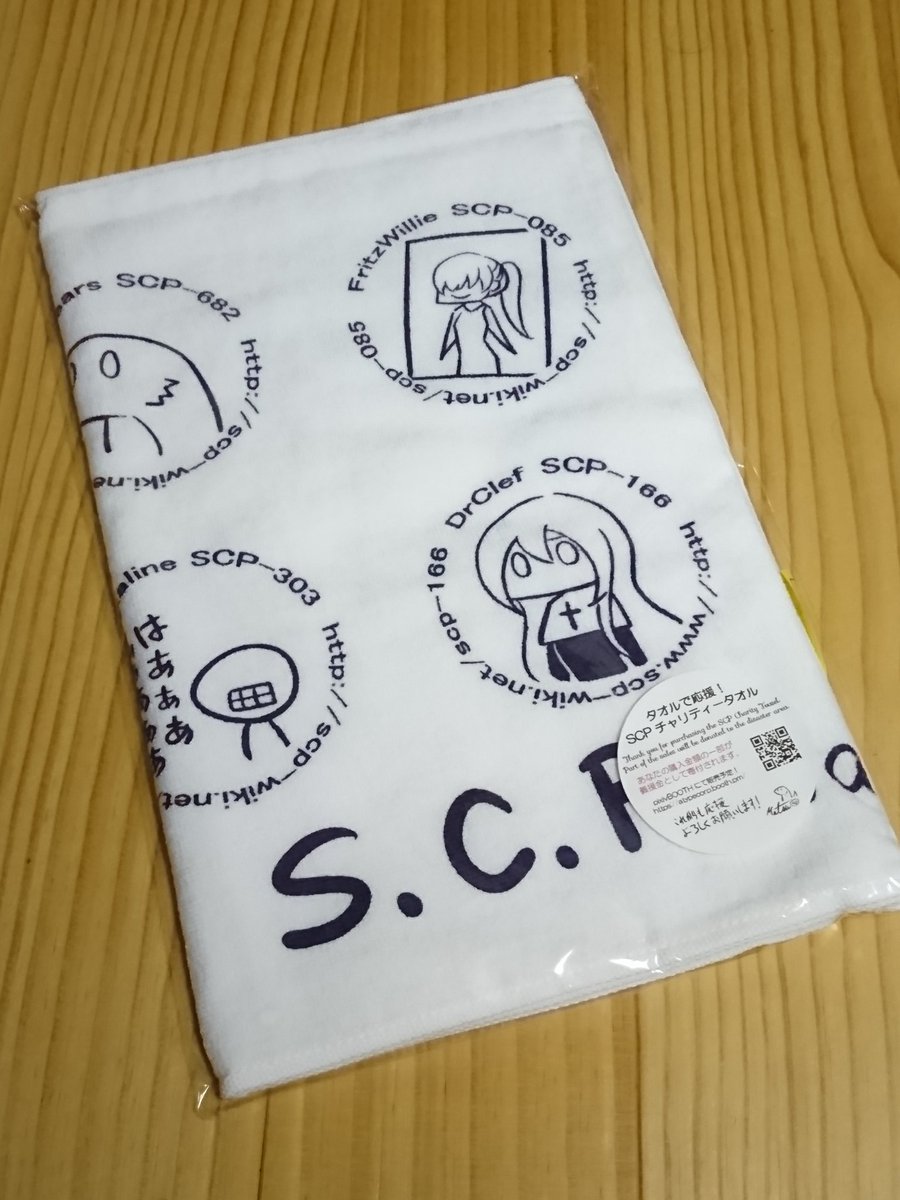 FritzWillie SCP-085 http://scp-wiki.net/scp-085
SCP-682 http://scp-wiki.net
DrClef SCP-166 http://www.scp-wiki.net/scp-166
SCP-303 http://scp-wiki.net/
は
あ
あ
あ
S.C.P
a
タオルで応援!
SCPチャリティータオル
Thank you for purchasing the SCP Charity Towel.
Part of the sales will be donated to the disaster area.
あなたの購入金額の一部が
義援金として寄付されます。
pixivBOOTHにて販売予定!
よろしくお願いします!